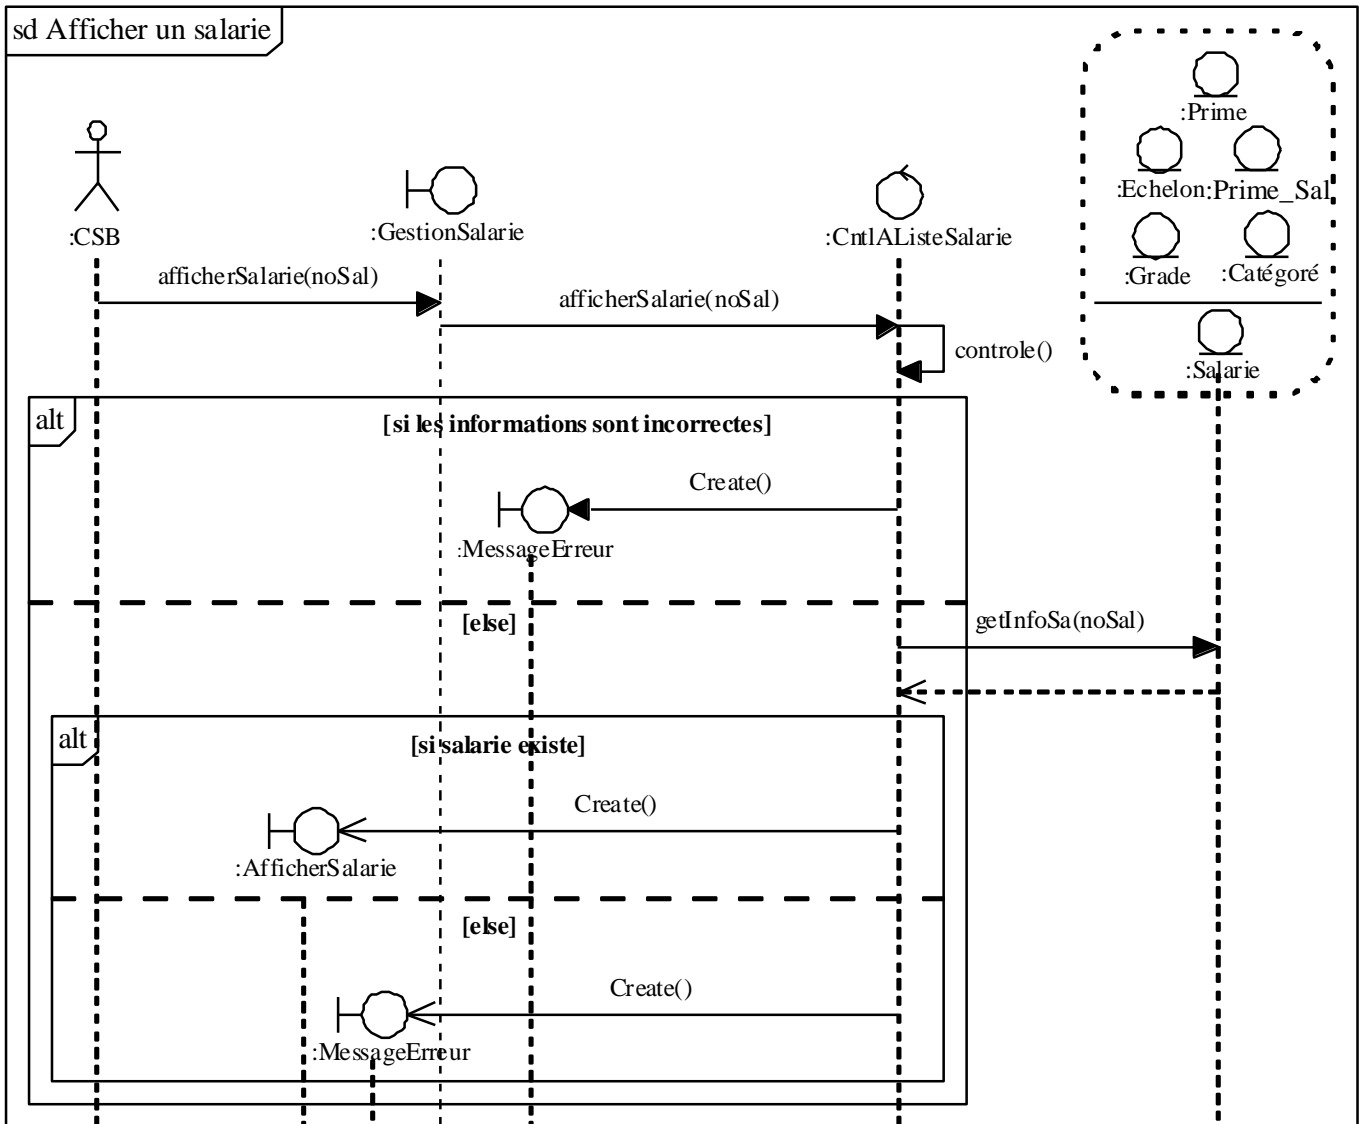 sd Afficher un salarie
:Prime
:Echelon
:Prime_Sal
:CSB
:GestionSalarie
:CntlAListeSalarie
:Grade
:Catégoré
afficherSalarie(noSal)
afficherSalarie(noSal)
controle()
:Salarie
alt
[si les informations sont incorrectes]
Create()
:MessageErreur
[else]
getInfoSa(noSal)
alt
[si salarie existe]
Create()
:AfficherSalarie
[else]
Create()
:MessageErreur